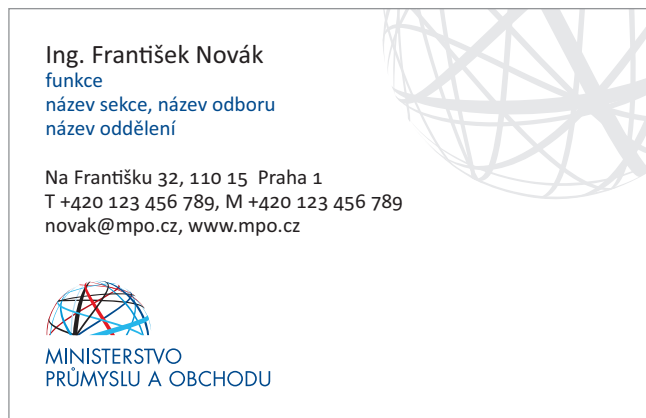 Ing. František Novák
funkce
název sekce, název odboru
název oddělení
Na Františku 32, 110 15 Praha 1
T +420 123 456 789, M +420 123 456 789
novak@mpo.cz, www.mpo.cz
MINISTERSTVO
PRŮMYSLU A OBCHODU